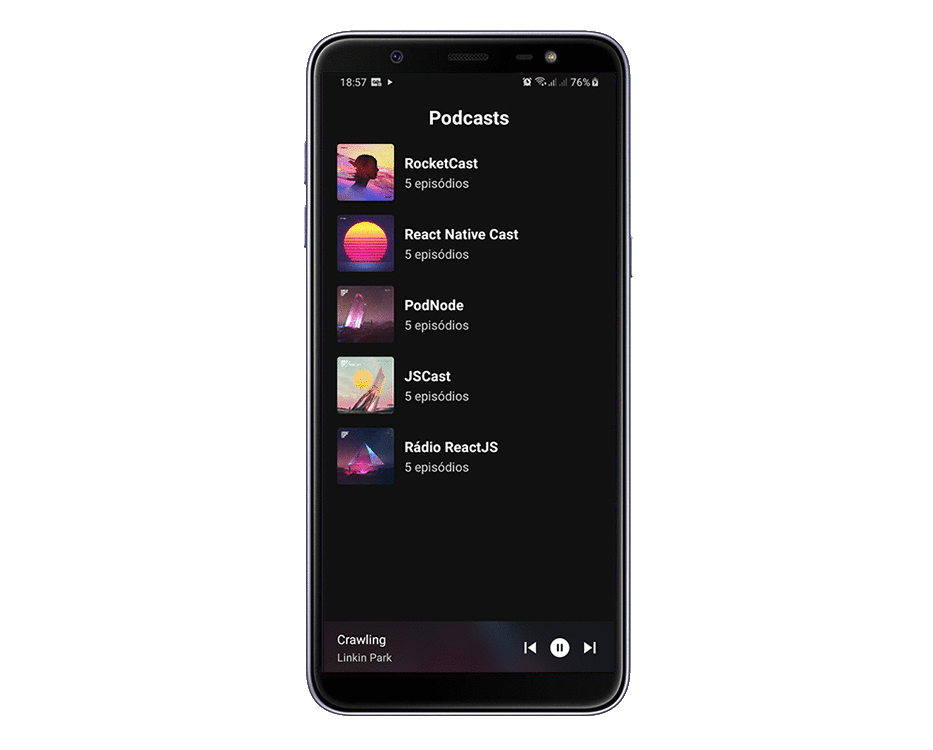 18:57 76%
Podcasts
RocketCast
5 episódios
React Native Cast
5 episódios
PodNode
5 episódios
JSCast
5 episódios
Rádio ReactJS
5 episódios
Crawling
Linkin Park